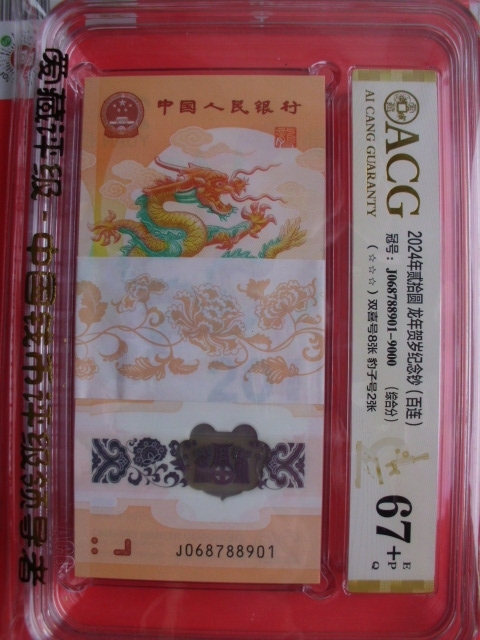 爱藏评级 - 中国钱币评级领导者
中国人民银行
J068788901
ACG
AI CANG GUARANTY
2024年贰拾圆 龙年贺岁纪念钞 (百连)
冠号: J068788901-9000 (综合分)
(☆☆☆) 双喜号8张 豹子号2张
67+
E
P
Q